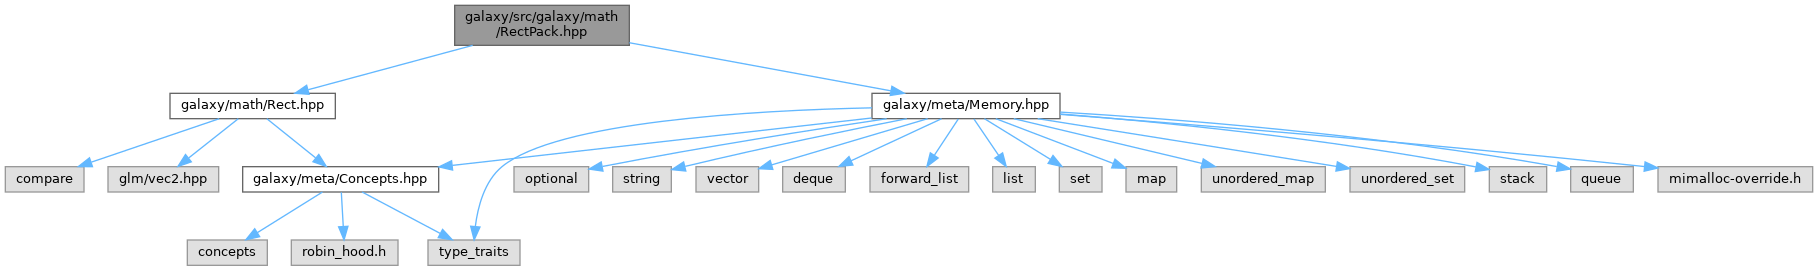 galaxy/src/galaxy/math
/RectPack.hpp
galaxy/math/Rect.hpp
galaxy/meta/Memory.hpp
compare
glm/vec2.hpp
galaxy/meta/Concepts.hpp
optional
string
vector
deque
forward_list
list
set
map
unordered_map
unordered_set
stack
queue
mimalloc-override.h
concepts
robin_hood.h
type_traits